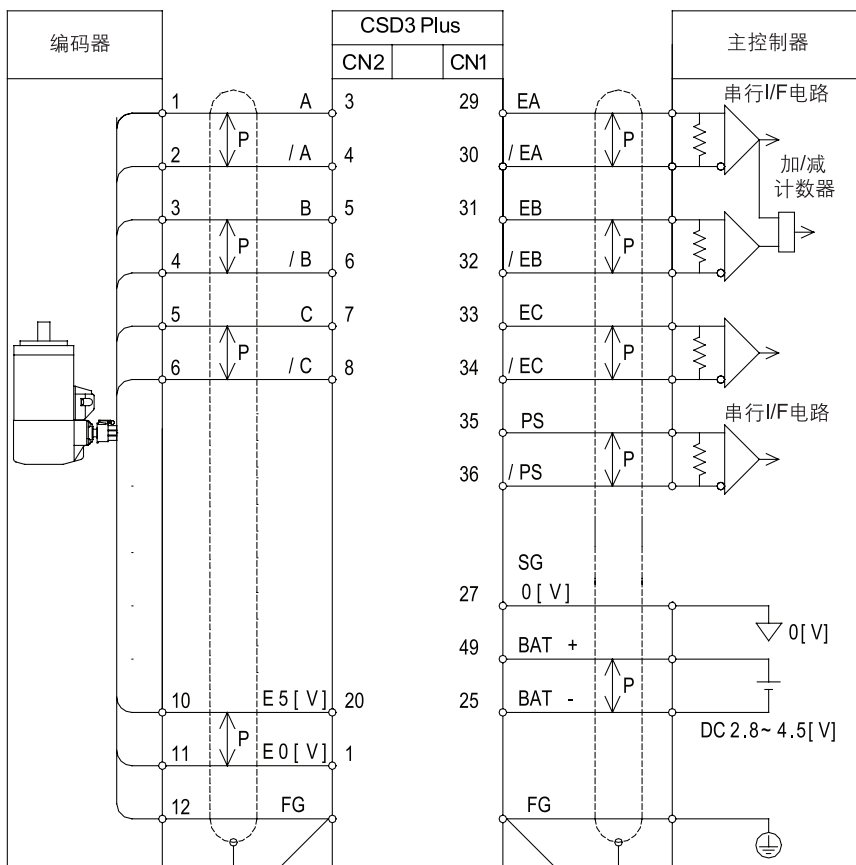 编码器
CSD3 Plus
CN2 CN1
主控制器
串行I/F电路
1 A 3 29 EA
P P
2 /A 4 30 /EA
加/减
计数器
3 B 5 31 EB
P P
4 /B 6 32 /EB
5 C 7 33 EC
P P
6 /C 8 34 /EC
串行I/F电路
35 PS
P
36 /PS
SG
27 0[V]
0[V]
49 BAT +
P
10 E5[V] 20 25 BAT -
DC 2.8~4.5[V]
P
11 E0[V] 1
12 FG FG